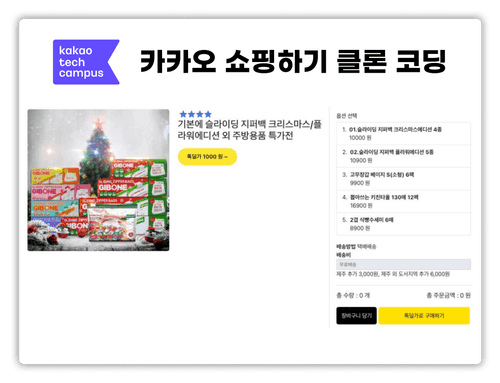 kakao
tech
campus
카카오 쇼핑하기 클론 코딩
기본에 슬라이딩 지퍼백 크리스마스/플
라워에디션 외 주방용품 특가전
톡딜가 1000 원 ~
옵션 선택
1. 01.슬라이딩 지퍼백 크리스마스에디션 4종
10000 원
2. 02.슬라이딩 지퍼백 플라워에디션 5종
10900 원
3. 고무장갑 베이지 S(소형) 6팩
9900 원
4. 뽑아쓰는 키친타올 130매 12팩
16900 원
5. 2겹 식빵수세미 6매
8900 원
배송방법 택배배송
배송비
무료배송
제주 추가 3,000원, 제주 외 도서지역 추가 6,000원
총 수량 : 0 개
총 주문금액 : 0 원
장바구니 담기
톡딜가로 구매하기
GIBONE